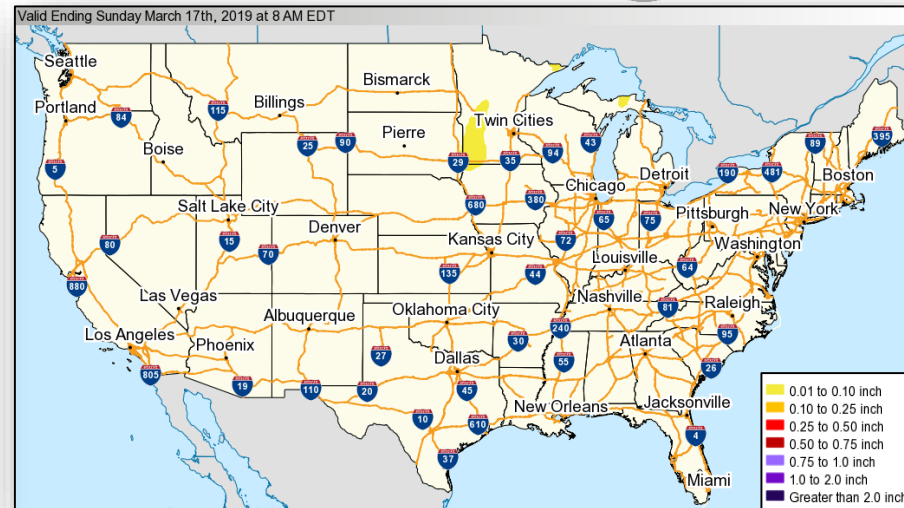 Valid Ending Sunday March 17th, 2019 at 8 AM EDT
Seattle
Bismarck
Portland
115
Billings
84
Twin Cities
Pierre
395
25
90
43
89
Boise
94
29
35
5
190
481
Boston
Detroit
Chicago
Salt Lake City
680
380
New York
Pittsburgh
65
75
Denver
80
15
Kansas City
72
Washington
70
Louisville
64
135
44
880
Las Vegas
Nashville
81
Raleigh
Albuquerque
Oklahoma City
240
95
Los Angeles
30
Phoenix
Atlanta
27
Dallas
55
26
805
19
110
20
45
New Orleans
Jacksonville
10
610
4
37
Miami
0.01 to 0.10 inch
0.10 to 0.25 inch
0.25 to 0.50 inch
0.50 to 0.75 inch
0.75 to 1.0 inch
1.0 to 2.0 inch
Greater than 2.0 inch